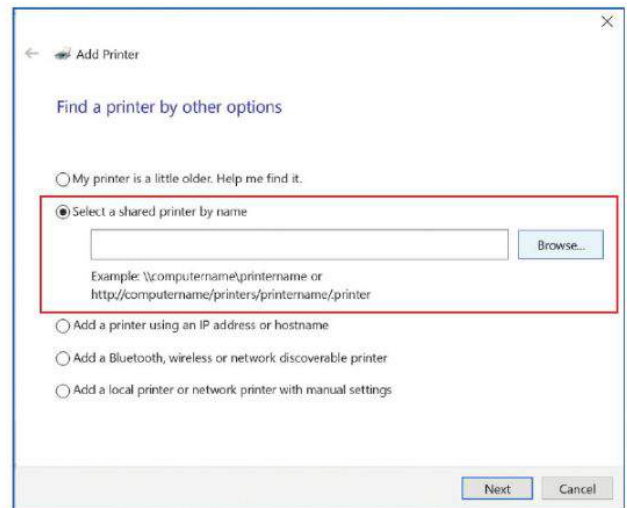 Add Printer
Find a printer by other options
My printer is a little older. Help me find it.
Select a shared printer by name
Browse...
Example: \\computername\printername or
http://computername/printers/printername/.printer
Add a printer using an IP address or hostname
Add a Bluetooth, wireless or network discoverable printer
Add a local printer or network printer with manual settings
Next Cancel